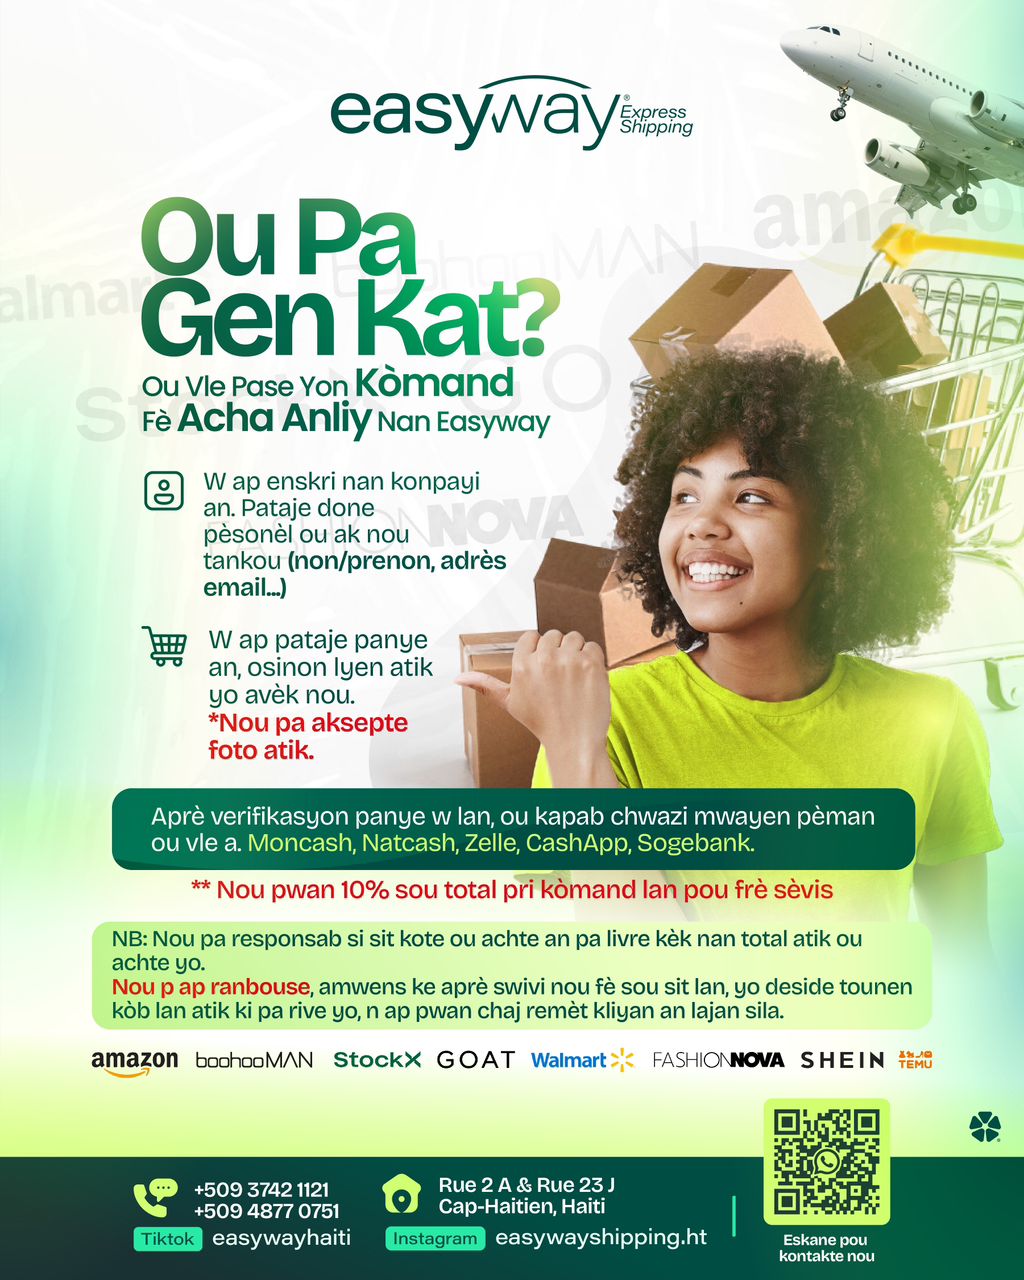 easyway®
Express
Shipping
Ou Pa
Gen Kat?
Ou Vle Pase Yon Kòmand
Fè Acha Anliy Nan Easyway
W ap enskri nan konpayi
an. Pataje done
pèsonèl ou ak nou
tankou (non/prenon, adrès
email...)
W ap pataje panye
an, osinon lyen atik
yo avèk nou.
*Nou pa aksepte
foto atik.
Aprè verifikasyon panye w lan, ou kapab chwazi mwayen pèman
ou vle a. Moncash, Natcash, Zelle, CashApp, Sogebank.
** Nou pwan 10% sou total pri kòmand lan pou frè sèvis
NB: Nou pa responsab si sit kote ou achte an pa livre kèk nan total atik ou
achte yo.
Nou p ap ranbouse, amwens ke aprè swivi nou fè sou sit lan, yo deside tounen
kòb lan atik ki pa rive yo, n ap pwan chaj remèt kliyan an lajan sila.
amazon boohooMAN StockX GOAT Walmart FASHIONNOVA SHEIN TEMU
+509 3742 1121
+509 4877 0751
Tiktok easywayhaiti
Rue 2 A & Rue 23 J
Cap-Haitien, Haiti
Instagram easywayshipping.ht
Eskane pou
kontakte nou